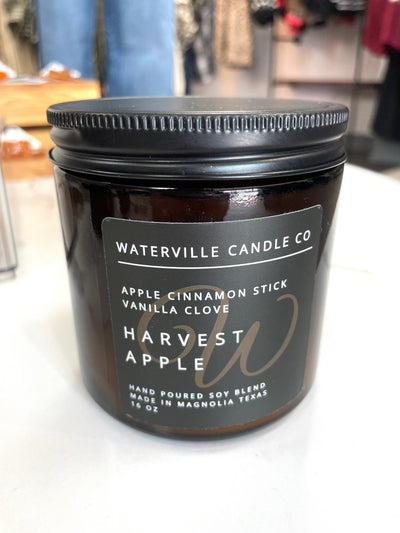 WATERVILLE CANDLE CO
APPLE CINNAMON STICK
VANILLA CLOVE
HARVEST
APPLE
HAND POURED SOY BLEND
MADE IN MAGNOLIA TEXAS
16 OZ